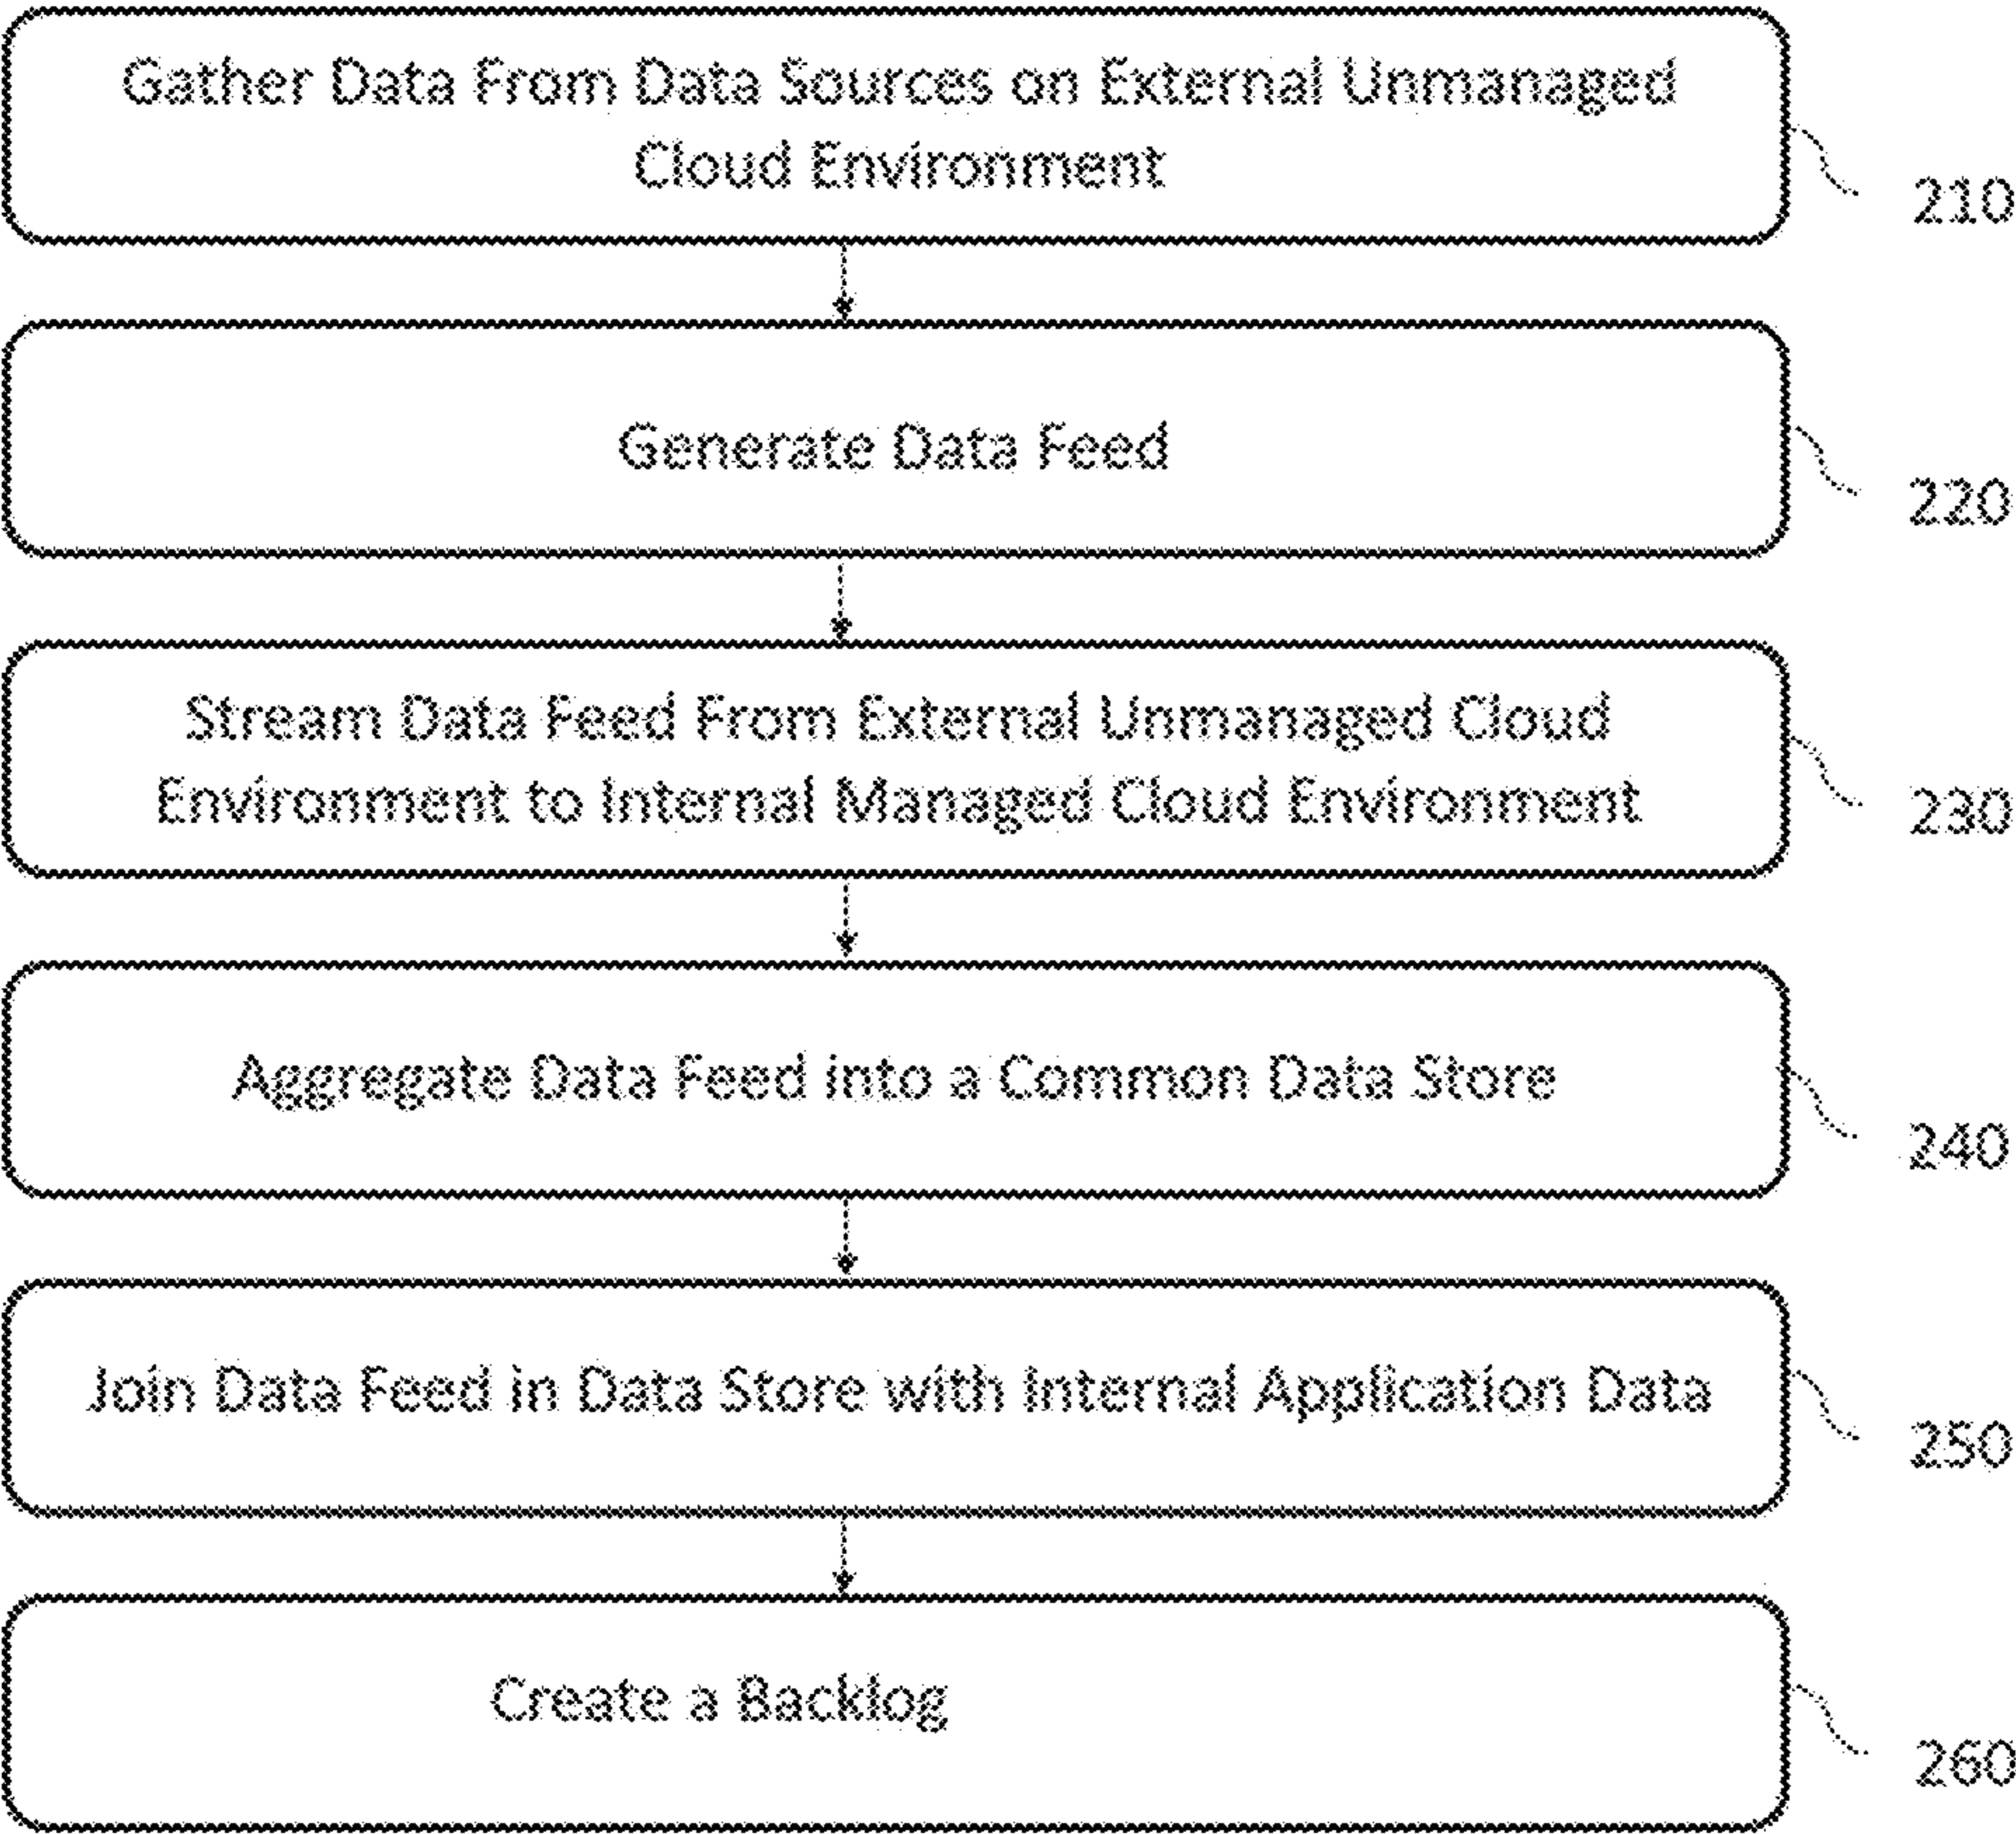 Gather Data From Data Sources on External Unmanaged
Cloud Environment
210
Generate Data Feed
220
Stream Data Feed From External Unmanaged Cloud
Environment to Internal Managed Cloud Environment
230
Aggregate Data Feed into a Common Data Store
240
Join Data Feed in Data Store with Internal Application Data
250
Create a Backlog
260